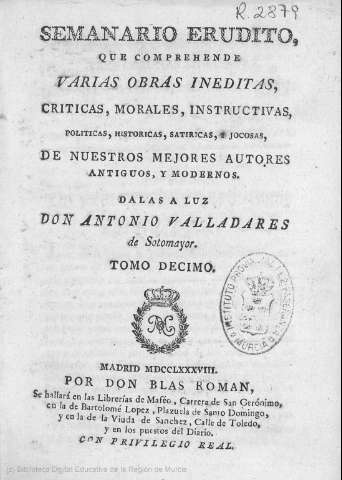 R.2879
SEMANARIO ERUDITO,
QUE COMPREHENDE
VARIAS OBRAS INEDITAS,
CRITICAS, MORALES, INSTRUCTIVAS,
POLITICAS, HISTORICAS, SATIRICAS, Y JOCOSAS,
DE NUESTROS MEJORES AUTORES
ANTIGUOS, Y MODERNOS.
DALAS A LUZ
DON ANTONIO VALLADARES
de Sotomayor.
TOMO DECIMO.
INSTITUTO PROVINCIAL
MURCIA
MADRID MDCCLXXXVIII.
POR DON BLAS ROMAN,
Se hallará en las Librerías de Mafeo, Carrera de San Gerónimo,
en la de Bartolomé Lopez, Plazuela de Santo Domingo,
y en la de la Viuda de Sanchez, Calle de Toledo,
y en los puestos del Diario.
CON PRIVILEGIO REAL.
(c) Biblioteca Digital Educativa de la Región de Murcia